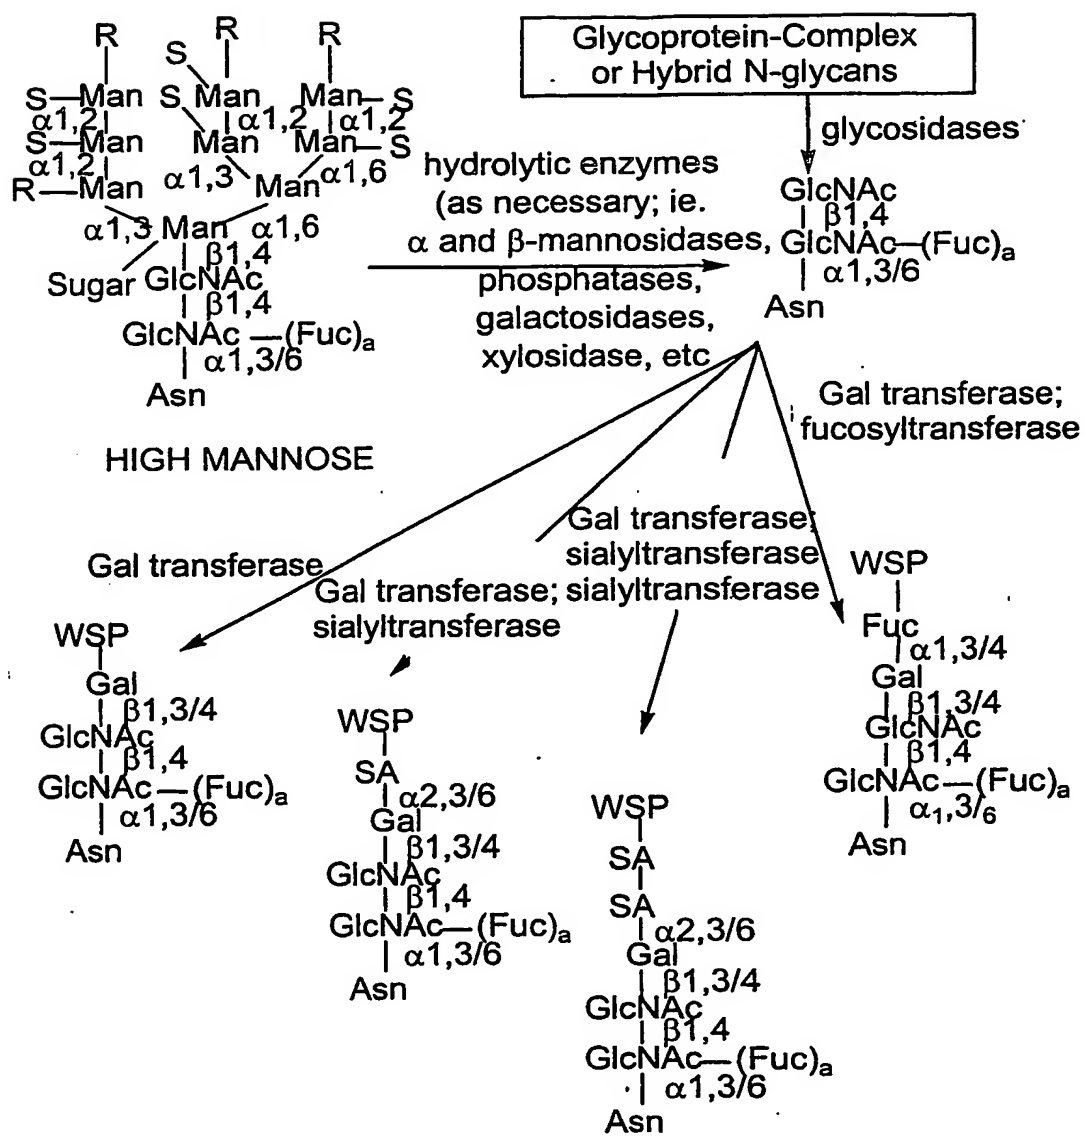 R
R
R
S
S—Man
S
Man
Man—S
α1,2
α1,2
α1,2
S—Man
Man
Man—S
α1,2
R—Man
α1,3
Man
α1,6
α1,3
Man
α1,6
β1,4
Sugar
GlcNAc
β1,4
GlcNAc—(Fuc)a
α1,3/6
Asn
HIGH MANNOSE
Glycoprotein-Complex
or Hybrid N-glycans
glycosidases
hydrolytic enzymes
(as necessary; ie.
α and β-mannosidases,
phosphatases,
galactosidases,
xylosidase, etc
GlcNAc
β1,4
GlcNAc—(Fuc)a
α1,3/6
Asn
Gal transferase;
fucosyltransferase
Gal transferase
Gal transferase;
sialyltransferase
Gal transferase;
sialyltransferase
sialyltransferase
WSP
Gal
β1,3/4
GlcNAc
β1,4
GlcNAc—(Fuc)a
α1,3/6
Asn
WSP
SA
α2,3/6
Gal
β1,3/4
GlcNAc
β1,4
GlcNAc—(Fuc)a
α1,3/6
Asn
WSP
SA
SA
α2,3/6
Gal
β1,3/4
GlcNAc
β1,4
GlcNAc—(Fuc)a
α1,3/6
Asn
WSP
Fuc
α1,3/4
Gal
β1,3/4
GlcNAc
β1,4
GlcNAc—(Fuc)a
α1,3/6
Asn